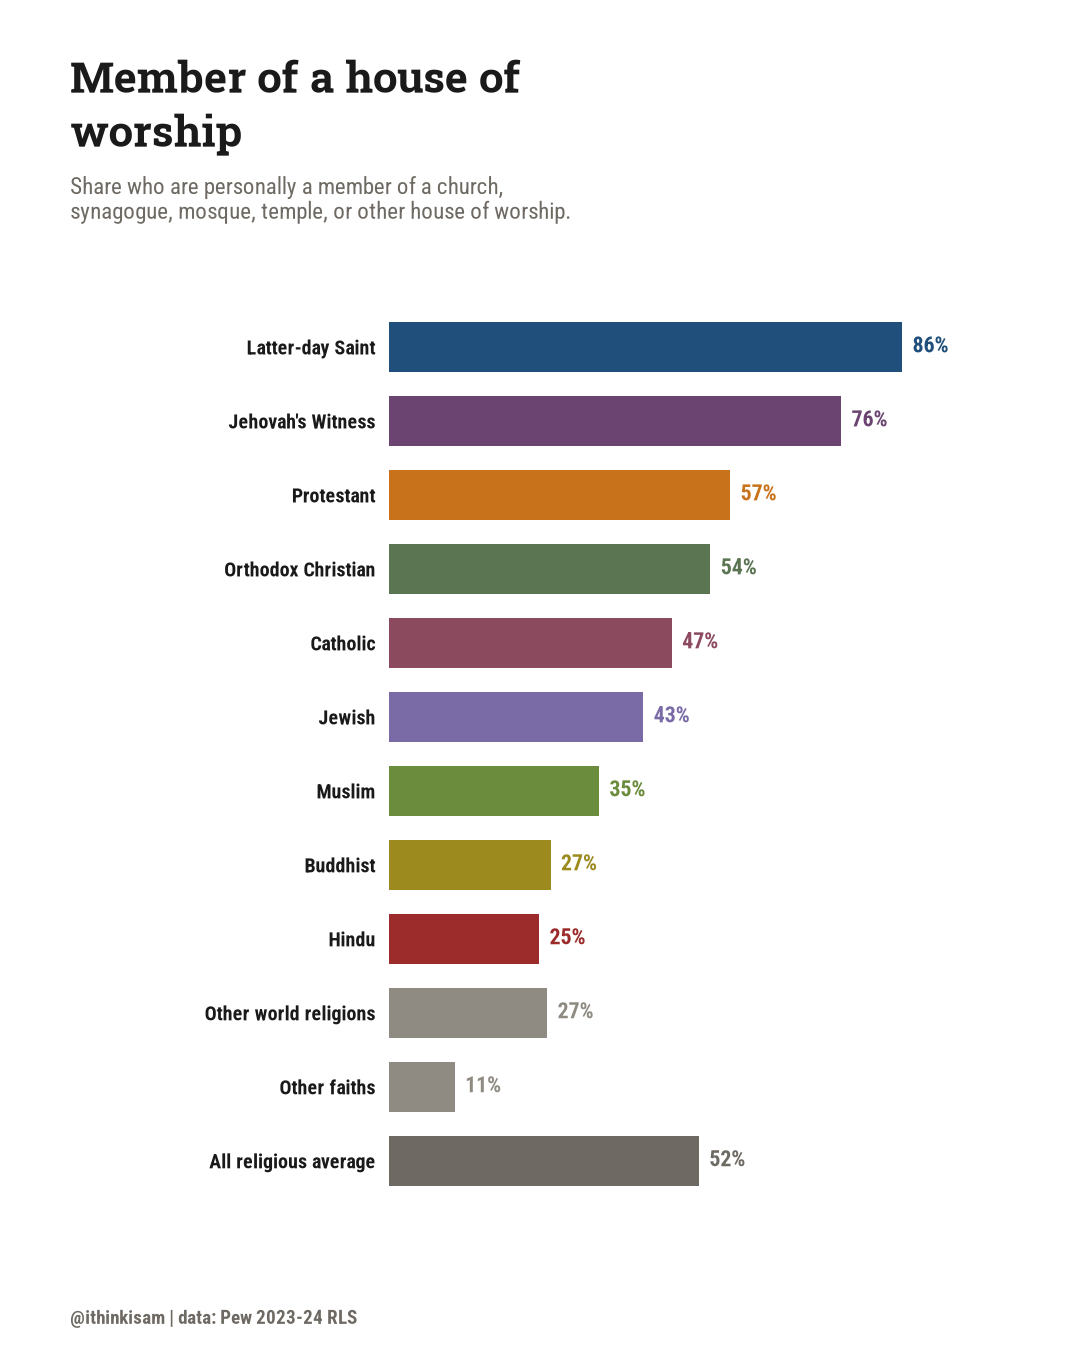 Member of a house of
worship
Share who are personally a member of a church,
synagogue, mosque, temple, or other house of worship.
Latter-day Saint 86%
Jehovah's Witness 76%
Protestant 57%
Orthodox Christian 54%
Catholic 47%
Jewish 43%
Muslim 35%
Buddhist 27%
Hindu 25%
Other world religions 27%
Other faiths 11%
All religious average 52%
@ithinkisam | data: Pew 2023-24 RLS